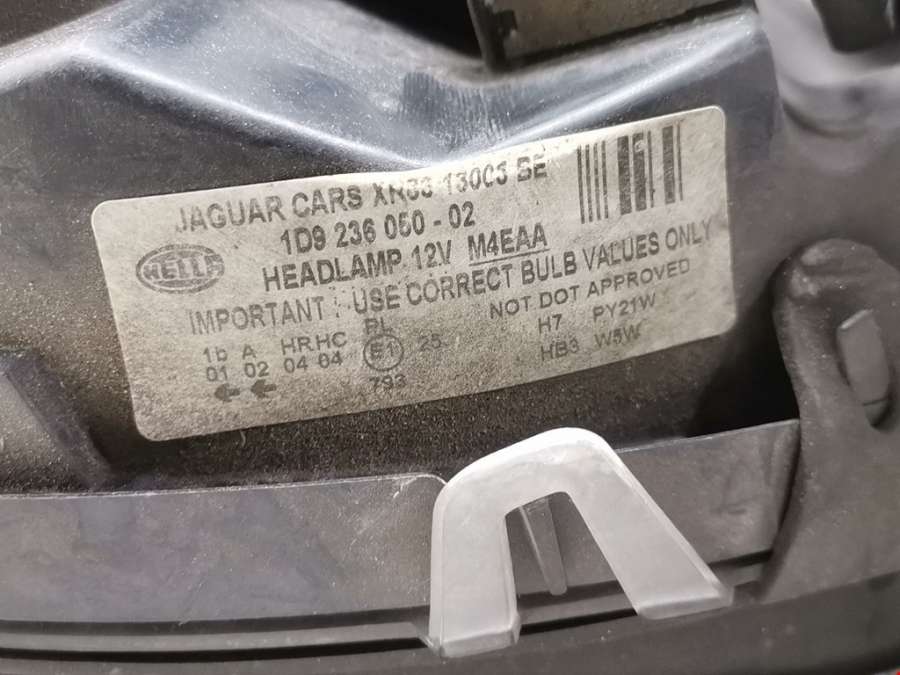 JAGUAR CARS XR83 13005 BE
1D9 236 050 - 02
HELLA
HEADLAMP 12V M4EAA
IMPORTANT : USE CORRECT BULB VALUES ONLY
NOT DOT APPROVED
1b A HR.HC PL H7 PY21W
01 02 04 04 E1 25 HB3 W5W
793